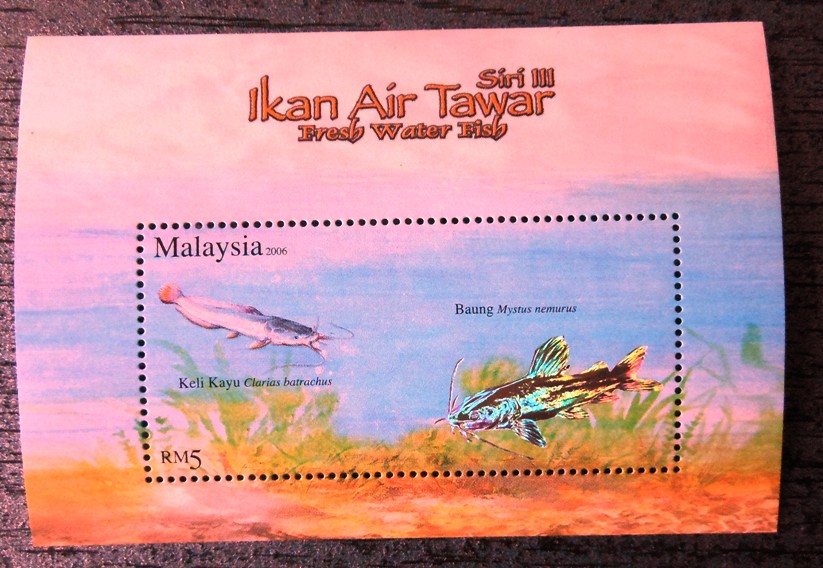 Siri III
Ikan Air Tawar
Fresh Water Fish
Malaysia 2006
Baung Mystus nemurus
Keli Kayu Clarias batrachus
RM5